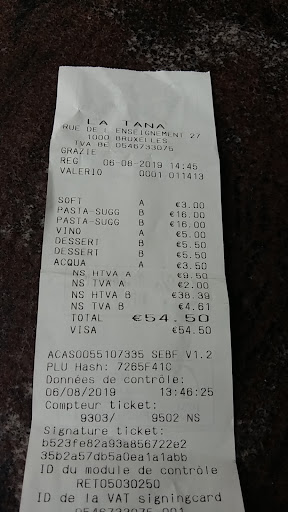 LA TANA
RUE DE L ENSEIGNEMENT 27
1000 BRUXELLES
TVA BE 0546733075
GRAZIE
REG 06-08-2019 14:45
VALERIO 0001 011413
SOFT A €3.00
PASTA-SUGG B €16.00
PASTA-SUGG B €16.00
VINO A €5.00
DESSERT B €5.50
DESSERT B €5.50
ACQUA A €3.50
NS HTVA A €9.50
NS TVA A €2.00
NS HTVA B €38.39
NS TVA B €4.61
TOTAL €54.50
VISA €54.50
ACAS005510/335 SEBF V1.2
PLU Hash: 7265F41C
Données de contrôle:
06/08/2019 13:46:25
Compteur ticket:
9303/ 9502 NS
Signature ticket:
b523fe82a93a856722e2
35b2a57db5a0ea1a1abb
ID du module de contrôle
RET05030250
ID de la VAT signingcard